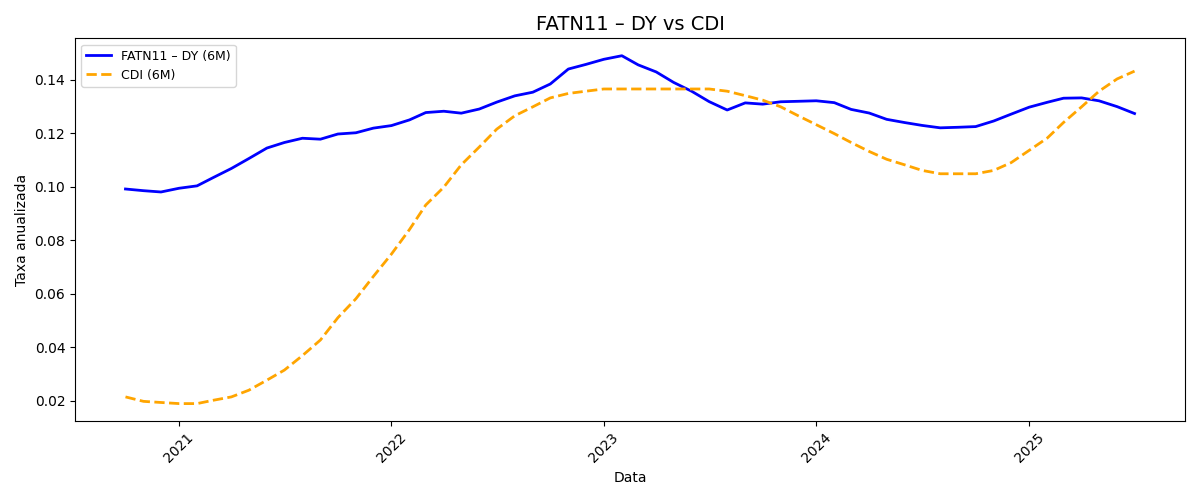 FATN11 – DY vs CDI
FATN11 – DY (6M)
CDI (6M)
Taxa anualizada
0.14
0.12
0.10
0.08
0.06
0.04
0.02
2021
2022
2023
2024
2025
Data